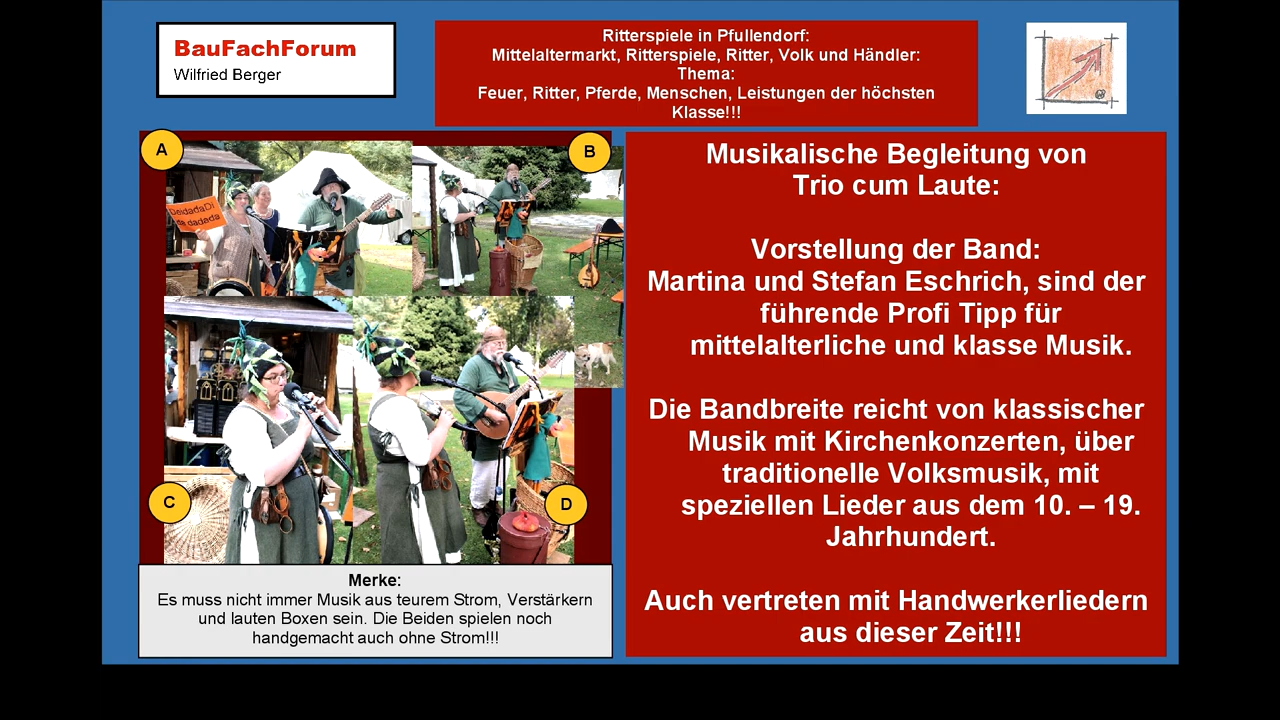 BauFachForum
Wilfried Berger
Ritterspiele in Pfullendorf:
Mittelaltermarkt, Ritterspiele, Ritter, Volk und Händler:
Thema:
Feuer, Ritter, Pferde, Menschen, Leistungen der höchsten
Klasse!!!
A
B
DeidadaCi
da dadada
C
D
Merke:
Es muss nicht immer Musik aus teurem Strom, Verstärkern
und lauten Boxen sein. Die Beiden spielen noch
handgemacht auch ohne Strom!!!
Musikalische Begleitung von
Trio cum Laute:
Vorstellung der Band:
Martina und Stefan Eschrich, sind der
führende Profi Tipp für
mittelalterliche und klasse Musik.
Die Bandbreite reicht von klassischer
Musik mit Kirchenkonzerten, über
traditionelle Volksmusik, mit
speziellen Lieder aus dem 10. – 19.
Jahrhundert.
Auch vertreten mit Handwerkerliedern
aus dieser Zeit!!!